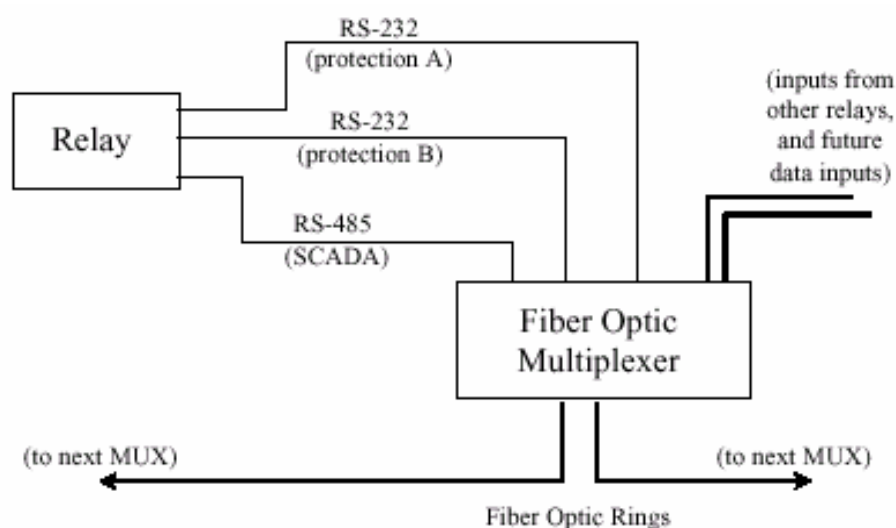 RS-232
(protection A)
Relay
RS-232
(protection B)
RS-485
(SCADA)
(inputs from
other relays,
and future
data inputs)
Fiber Optic
Multiplexer
(to next MUX)
(to next MUX)
Fiber Optic Rings